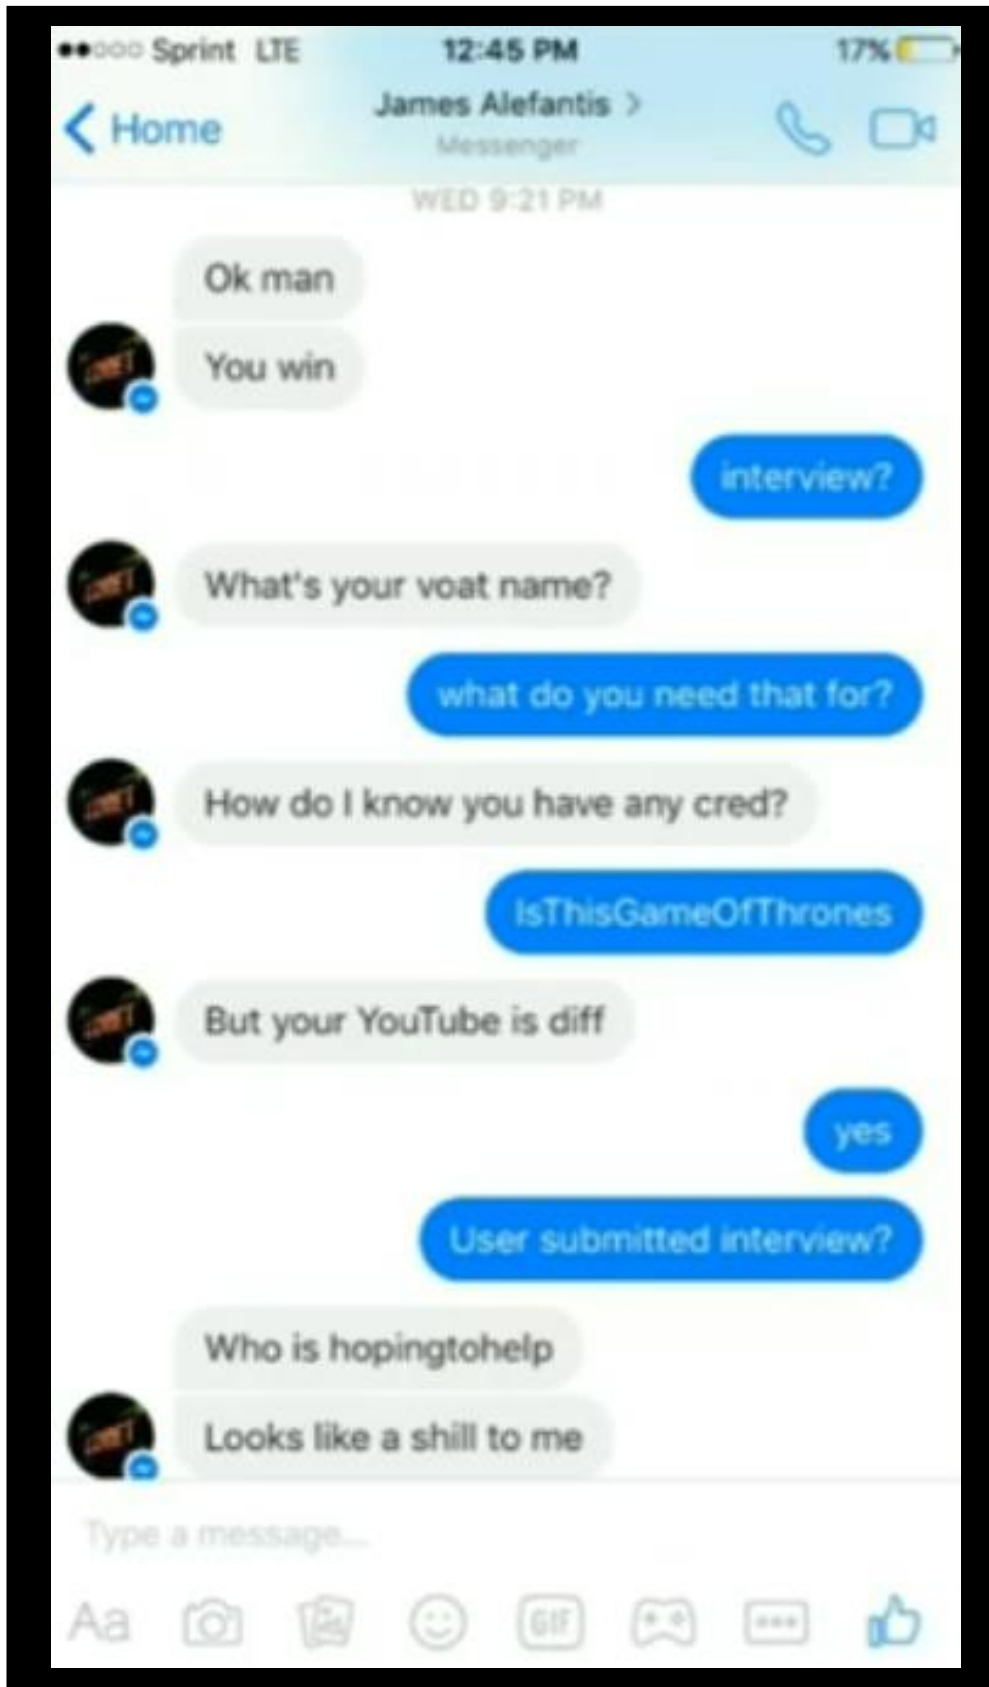 Sprint LTE 12:45 PM 17%
Home James Alefantis
Messenger
WED 9:21 PM
Ok man
You win
interview?
What's your voat name?
what do you need that for?
How do I know you have any cred?
IsThisGameOfThrones
But your YouTube is diff
yes
User submitted interview?
Who is hopingtohelp
Looks like a shill to me
Type a message...
Aa GIF